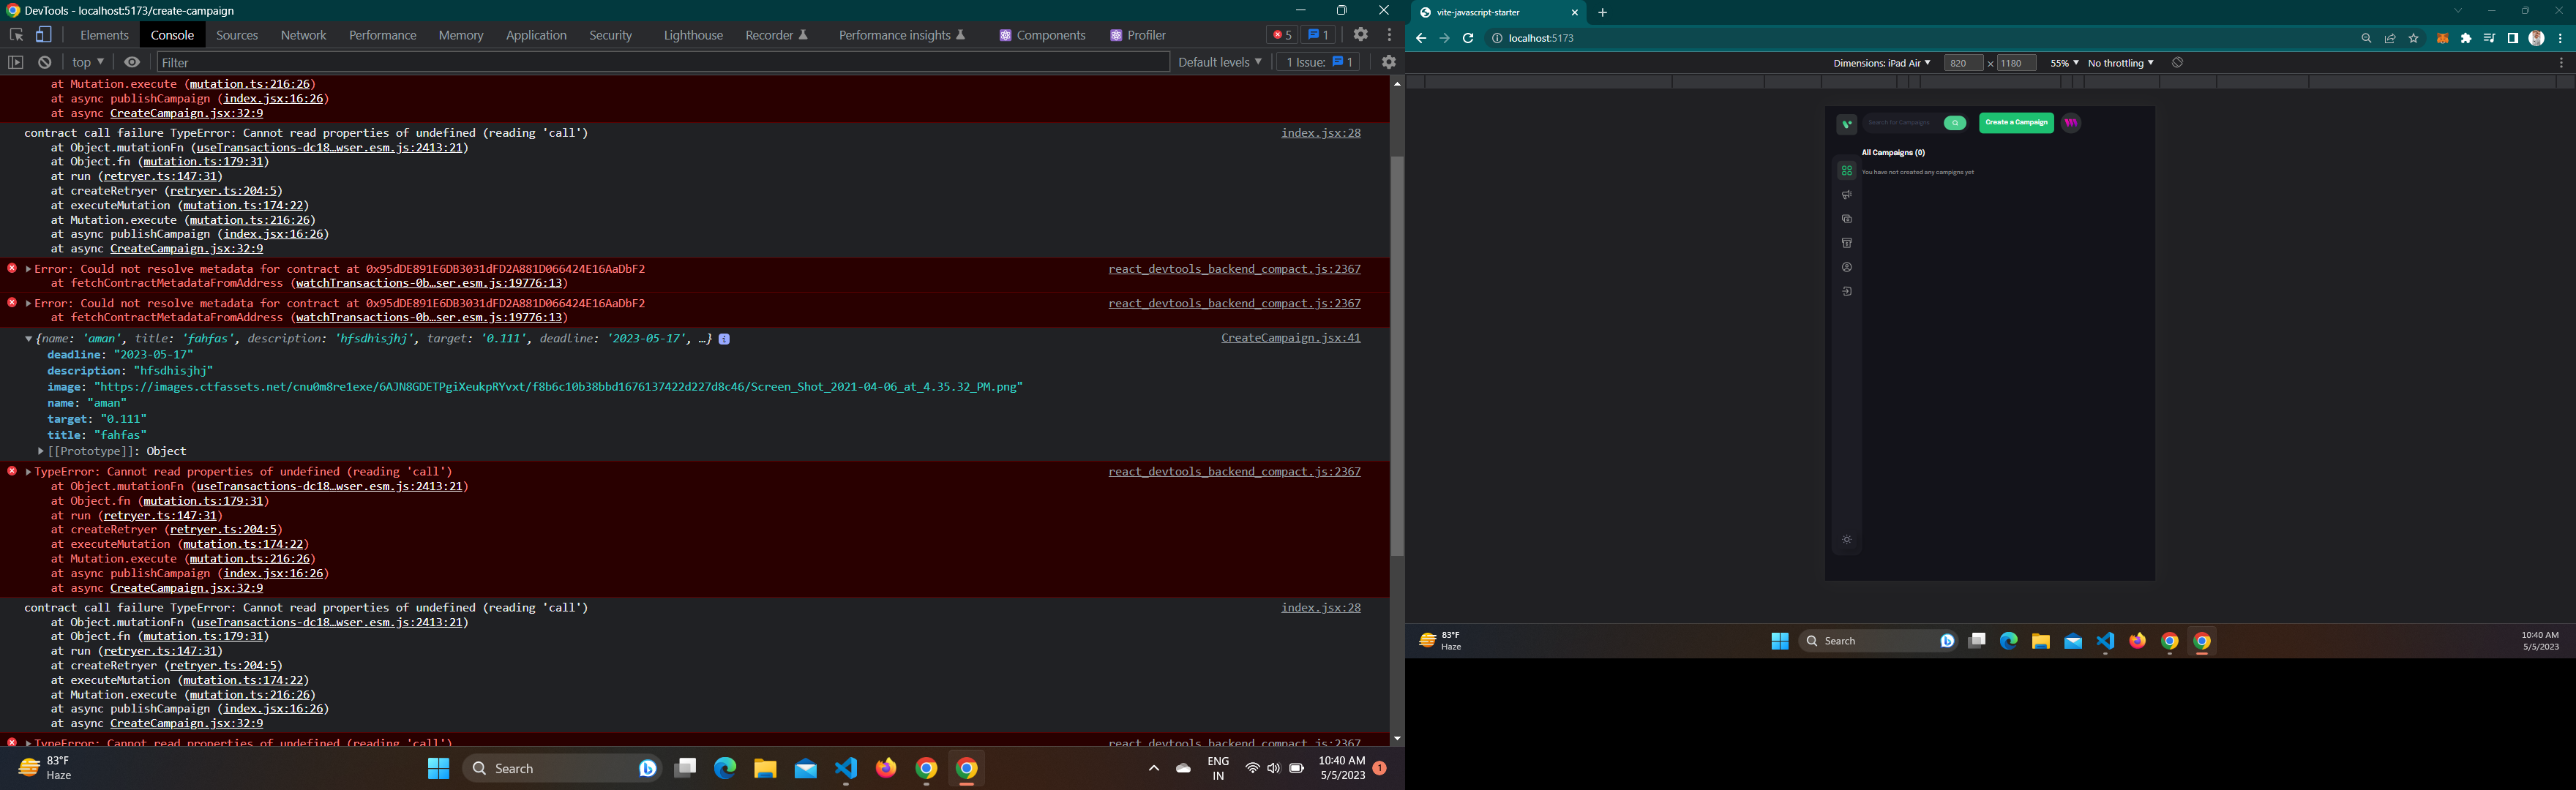 DevTools - localhost:5173/create-campaign
Elements Console Sources Network Performance Memory Application Security Lighthouse Recorder Performance insights Components Profiler 5 1
top Filter Default levels 1 Issue: 1
at Mutation.execute (mutation.ts:216:26)
at async publishCampaign (index.jsx:16:26)
at async CreateCampaign.jsx:32:9
contract call failure TypeError: Cannot read properties of undefined (reading 'call') index.jsx:28
at Object.mutationFn (useTransactions-dc18…wser.esm.js:2413:21)
at Object.fn (mutation.ts:179:31)
at run (retryer.ts:147:31)
at createRetryer (retryer.ts:204:5)
at executeMutation (mutation.ts:174:22)
at Mutation.execute (mutation.ts:216:26)
at async publishCampaign (index.jsx:16:26)
at async CreateCampaign.jsx:32:9
Error: Could not resolve metadata for contract at 0x95dDE891E6DB3031dFD2A881D066424E16AaDbF2 react_devtools_backend_compact.js:2367
at fetchContractMetadataFromAddress (watchTransactions-0b…ser.esm.js:19776:13)
Error: Could not resolve metadata for contract at 0x95dDE891E6DB3031dFD2A881D066424E16AaDbF2 react_devtools_backend_compact.js:2367
at fetchContractMetadataFromAddress (watchTransactions-0b…ser.esm.js:19776:13)
{name: 'aman', title: 'fahfas', description: 'hfsdhisjhj', target: '0.111', deadline: '2023-05-17', …} CreateCampaign.jsx:41
deadline: "2023-05-17"
description: "hfsdhisjhj"
image: "https://images.ctfassets.net/cnu0m8re1exe/6AJN8GDETPgiXeukpRYvxt/f8b6c10b38bbd1676137422d227d8c46/Screen_Shot_2021-04-06_at_4.35.32_PM.png"
name: "aman"
target: "0.111"
title: "fahfas"
[[Prototype]]: Object
TypeError: Cannot read properties of undefined (reading 'call') react_devtools_backend_compact.js:2367
at Object.mutationFn (useTransactions-dc18…wser.esm.js:2413:21)
at Object.fn (mutation.ts:179:31)
at run (retryer.ts:147:31)
at createRetryer (retryer.ts:204:5)
at executeMutation (mutation.ts:174:22)
at Mutation.execute (mutation.ts:216:26)
at async publishCampaign (index.jsx:16:26)
at async CreateCampaign.jsx:32:9
contract call failure TypeError: Cannot read properties of undefined (reading 'call') index.jsx:28
at Object.mutationFn (useTransactions-dc18…wser.esm.js:2413:21)
at Object.fn (mutation.ts:179:31)
at run (retryer.ts:147:31)
at createRetryer (retryer.ts:204:5)
at executeMutation (mutation.ts:174:22)
at Mutation.execute (mutation.ts:216:26)
at async publishCampaign (index.jsx:16:26)
at async CreateCampaign.jsx:32:9
TypeError: Cannot read properties of undefined (reading 'call') react_devtools_backend_compact.js:2367
83°F
Haze
Search
ENG
IN
10:40 AM
5/5/2023
1
vite-javascript-starter
localhost:5173
Dimensions: iPad Air 820 × 1180 55% No throttling
Search for Campaigns
Create a Campaign
All Campaigns (0)
You have not created any campigns yet
83°F
Haze
Search
10:40 AM
5/5/2023